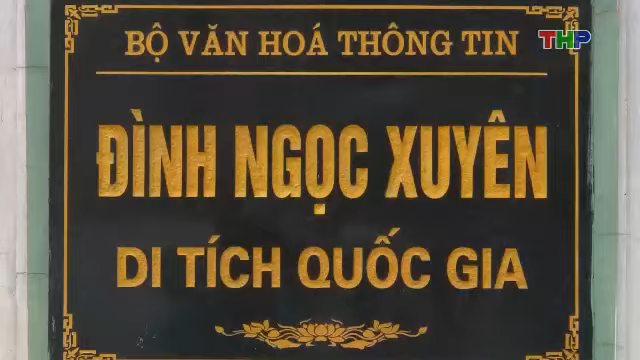 BỘ VĂN HOÁ THÔNG TIN
THP
ĐÌNH NGỌC XUYÊN
DI TÍCH QUỐC GIA